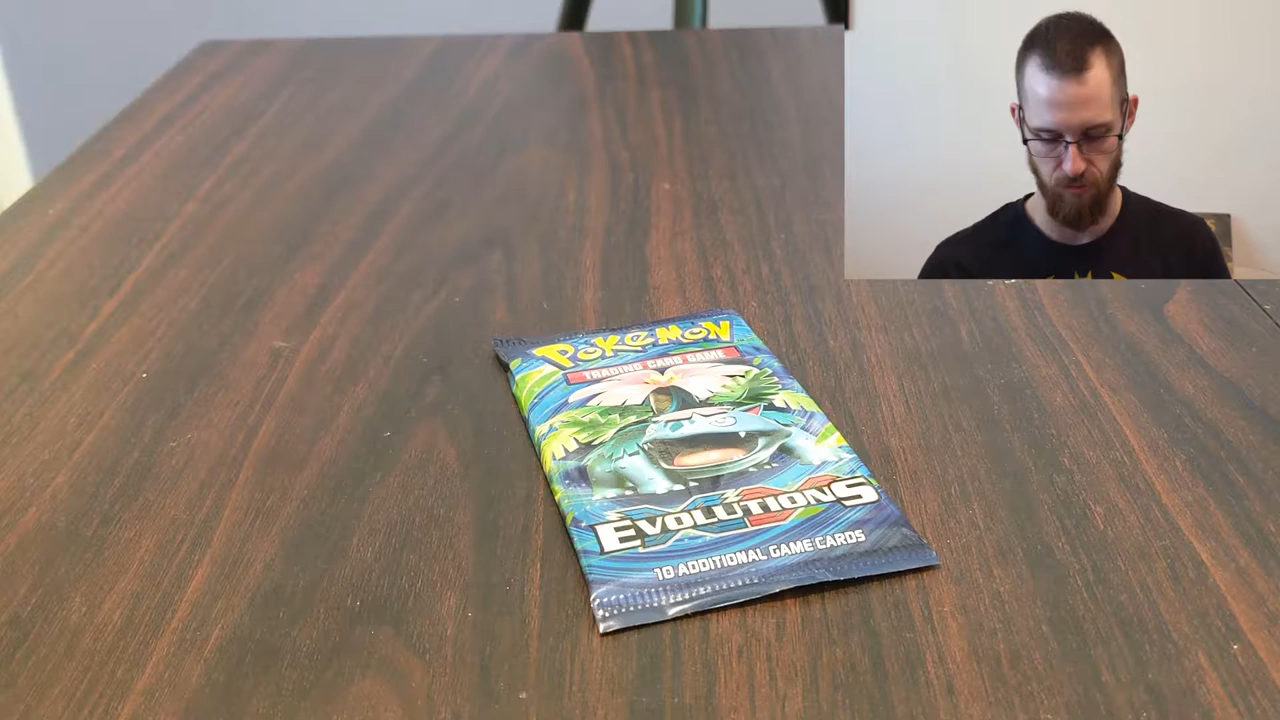 POKéMON
TRADING CARD GAME
XY
EVOLUTIONS
10 ADDITIONAL GAME CARDS